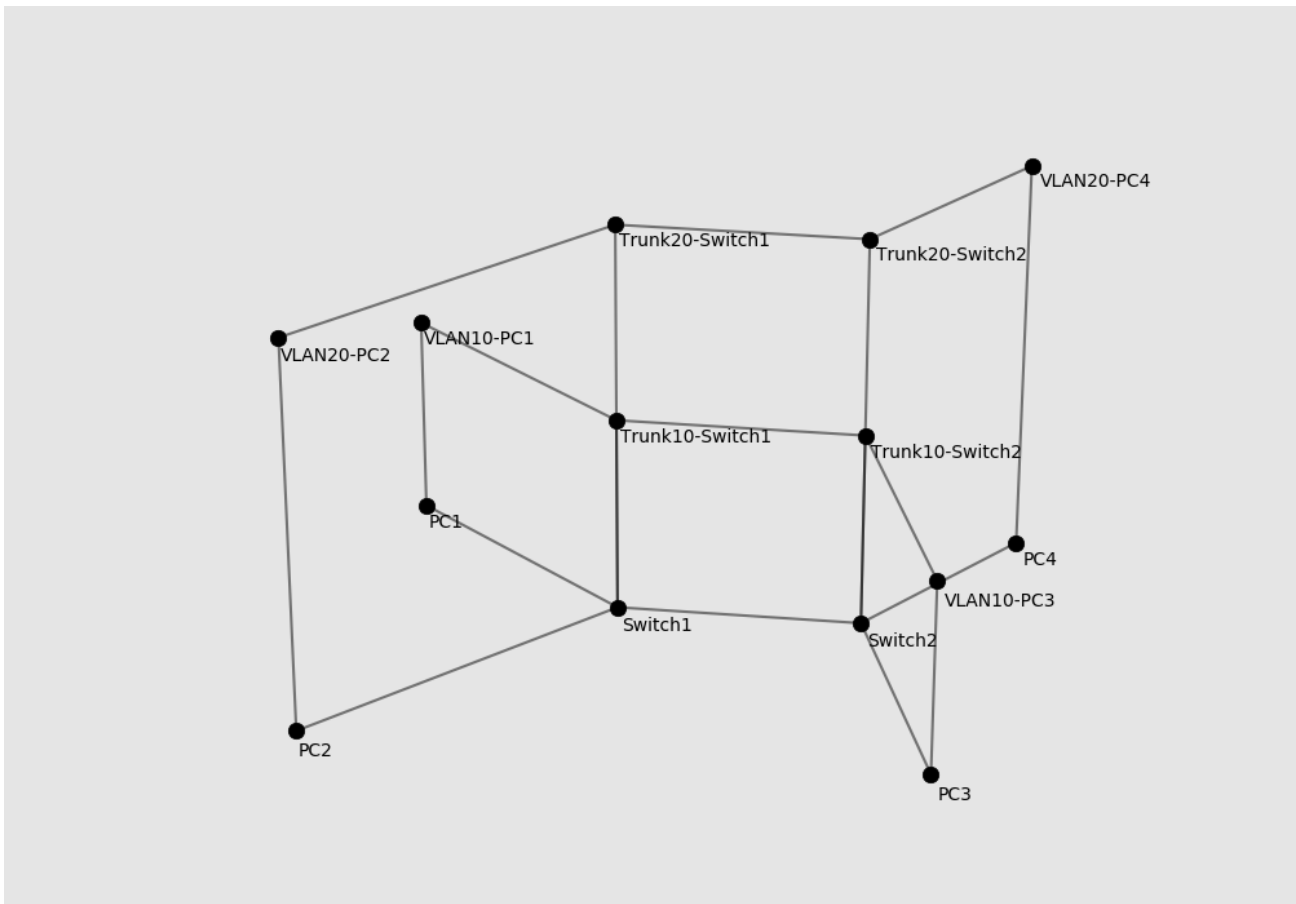 VLAN20-PC4
Trunk20-Switch1
Trunk20-Switch2
VLAN10-PC1
VLAN20-PC2
Trunk10-Switch1
Trunk10-Switch2
PC1
PC4
VLAN10-PC3
Switch1
Switch2
PC2
PC3